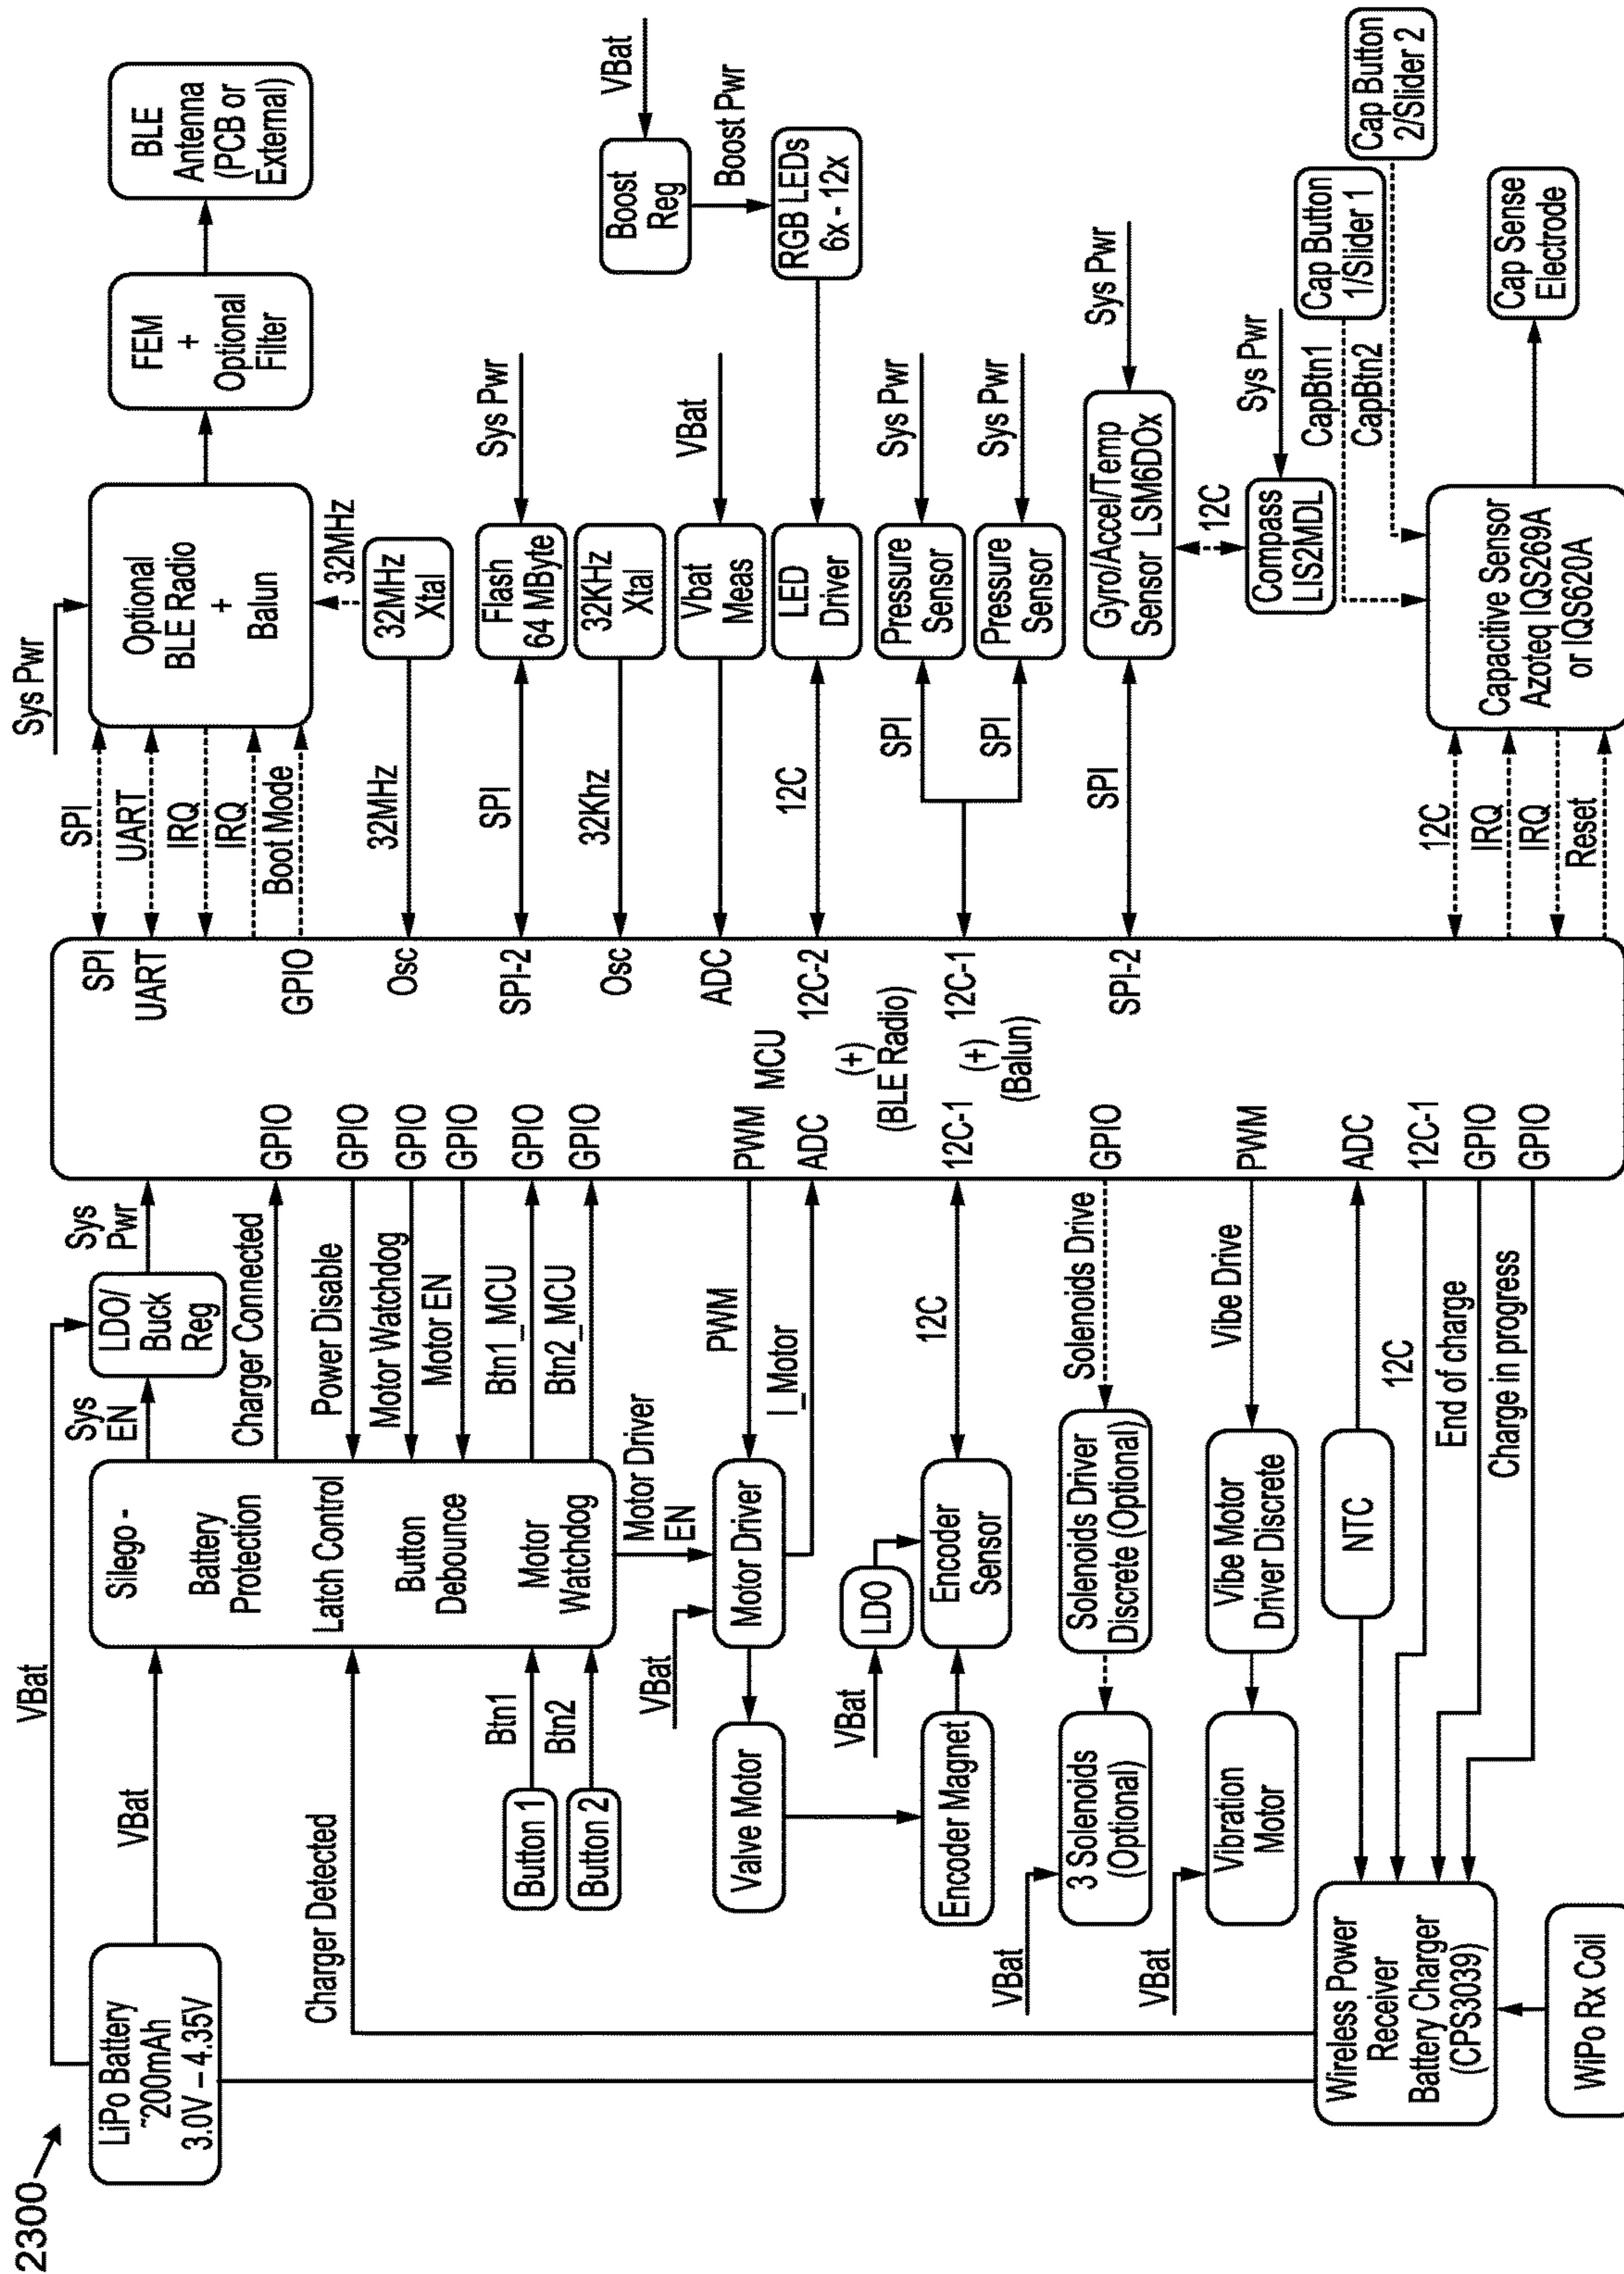 2300
VBat
LiPo Battery
~200mAh
3.0V – 4.35V
VBat
Charger Detected
Silego -
Battery
Protection
Latch Control
Button
Debounce
Motor
Watchdog
Sys
EN
LDO/
Buck
Reg
Sys
Pwr
Charger Connected
Power Disable
Motor Watchdog
Motor EN
Btn1_MCU
Btn2_MCU
Button 1
Btn1
Button 2
Btn2
Motor Driver
EN
VBat
Motor Driver
PWM
I_Motor
Valve Motor
VBat
LDO
Encoder Magnet
Encoder
Sensor
12C
VBat
3 Solenoids
(Optional)
Solenoids Driver
Discrete (Optional)
Solenoids Drive
VBat
Vibration
Motor
Vibe Motor
Driver Discrete
Vibe Drive
NTC
12C
End of charge
Charge in progress
Wireless Power
Receiver
Battery Charger
(CPS3039)
WiPo Rx Coil
GPIO
GPIO
GPIO
GPIO
GPIO
GPIO
PWM
ADC
12C-1
GPIO
PWM
ADC
12C-1
GPIO
GPIO
MCU
(+)
(BLE Radio)
(+)
(Balun)
SPI
UART
GPIO
Osc
SPI-2
Osc
ADC
12C-2
12C-1
SPI-2
SPI
UART
IRQ
IRQ
Boot Mode
Sys Pwr
Optional
BLE Radio
+
Balun
FEM
+
Optional
Filter
BLE
Antenna
(PCB or
External)
32MHz
32MHz
32MHz
Xtal
SPI
Flash
64 MByte
Sys Pwr
32Khz
32KHz
Xtal
Vbat
Meas
VBat
12C
LED
Driver
RGB LEDs
6x - 12x
Boost Pwr
Boost
Reg
VBat
SPI
Pressure
Sensor
Sys Pwr
SPI
Pressure
Sensor
Sys Pwr
SPI
Gyro/Accel/Temp
Sensor LSM6DOx
Sys Pwr
12C
Compass
LIS2MDL
Sys Pwr
CapBtn1
Cap Button
1/Slider 1
CapBtn2
Cap Button
2/Slider 2
12C
IRQ
IRQ
Reset
Capacitive Sensor
Azoteq IQS269A
or IQS620A
Cap Sense
Electrode